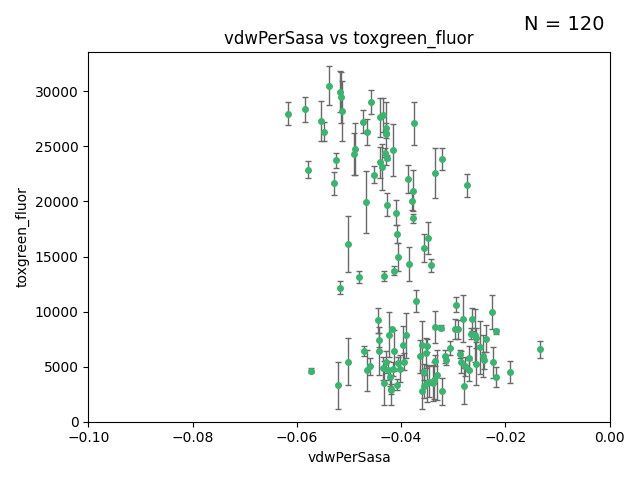 N = 120
vdwPerSasa vs toxgreen_fluor
30000
25000
20000
15000
10000
5000
0
toxgreen_fluor
−0.10 −0.08 −0.06 −0.04 −0.02 0.00
vdwPerSasa